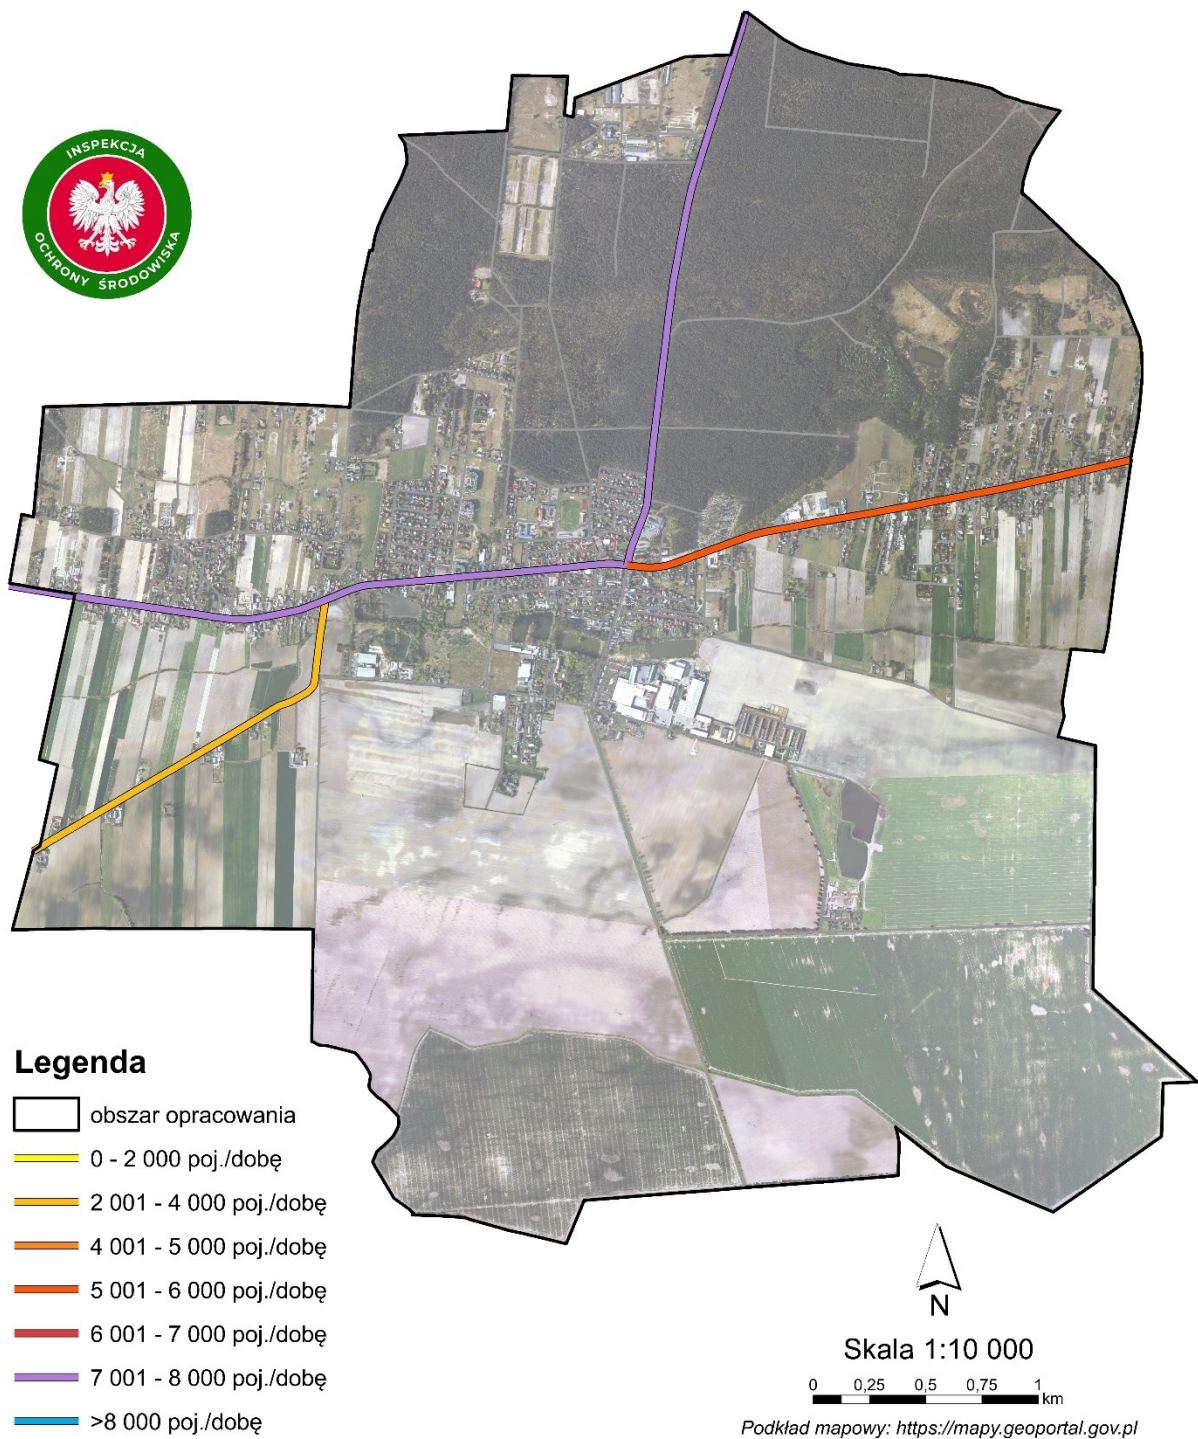 INSPEKCJA
OCHRONY ŚRODOWISKA
Legenda
obszar opracowania
0 - 2 000 poj./dobę
2 001 - 4 000 poj./dobę
4 001 - 5 000 poj./dobę
5 001 - 6 000 poj./dobę
6 001 - 7 000 poj./dobę
7 001 - 8 000 poj./dobę
>8 000 poj./dobę
N
Skala 1:10 000
0 0,25 0,5 0,75 1
km
Podkład mapowy: https://mapy.geoportal.gov.pl